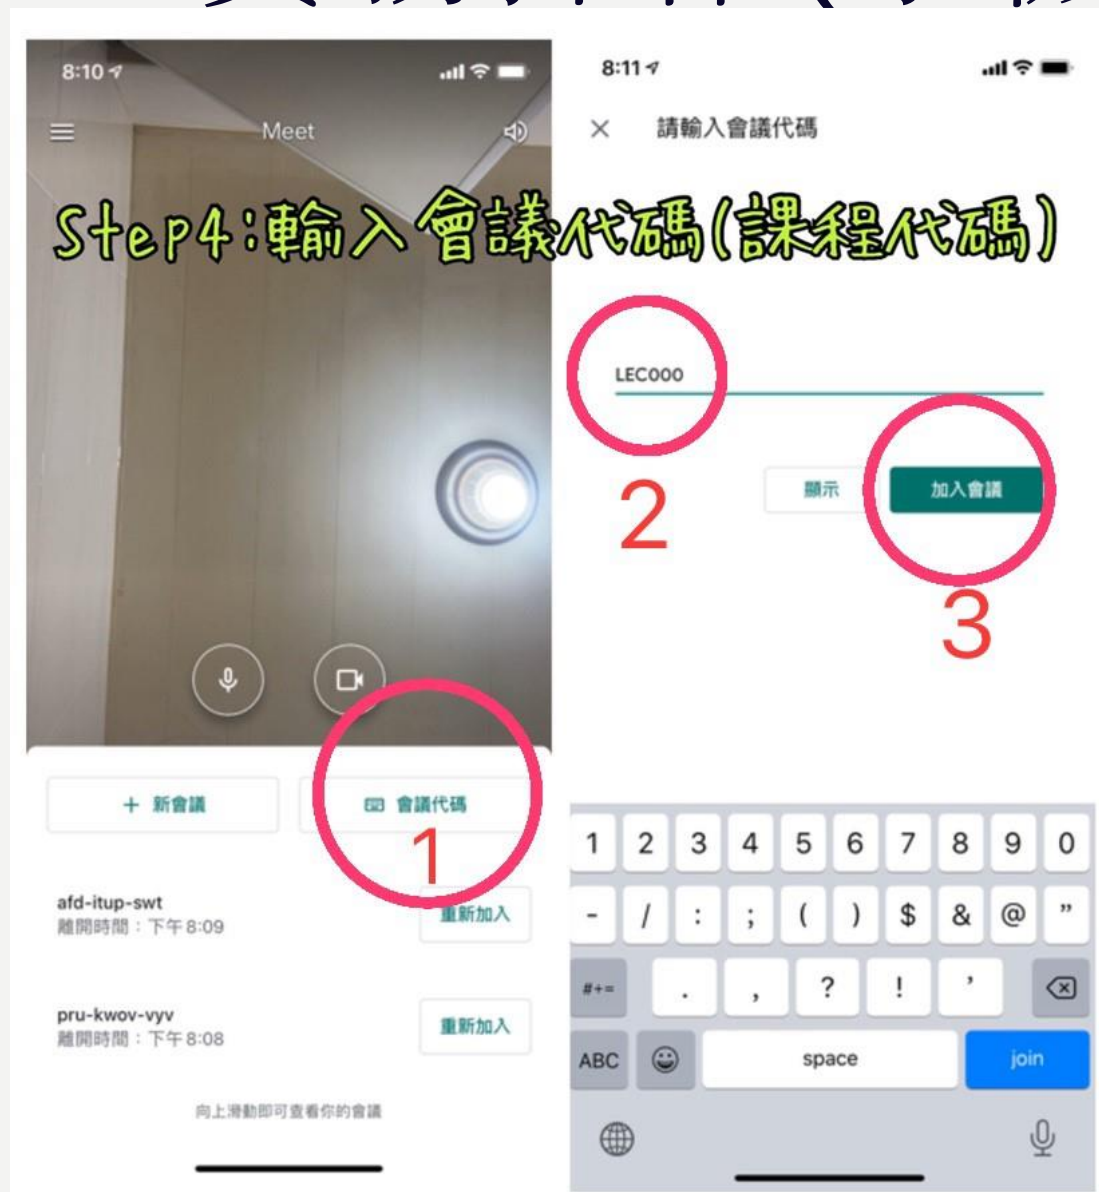 8:10
Meet
Step4:輸入會議代碼(課程代碼)
+ 新會議
會議代碼
1
afd-itup-swt
離開時間：下午 8:09
重新加入
pru-kwov-vyv
離開時間：下午 8:08
重新加入
向上滑動即可查看你的會議
8:11
× 請輸入會議代碼
LEC000
2
顯示
加入會議
3
1 2 3 4 5 6 7 8 9 0
- / : ; ( ) $ & @ ”
#+= . , ? ! ’
ABC space join